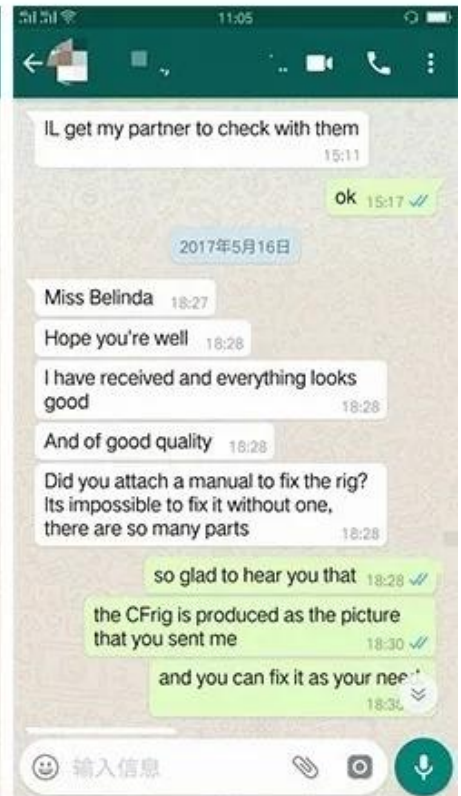 11:05
IL get my partner to check with them
15:11
ok 15:17
2017年5月16日
Miss Belinda 18:27
Hope you're well 18:28
I have received and everything looks
good 18:28
And of good quality 18:28
Did you attach a manual to fix the rig?
Its impossible to fix it without one,
there are so many parts 18:28
so glad to hear you that 18:28
the CFrig is produced as the picture
that you sent me 18:30
and you can fix it as your need
输入信息